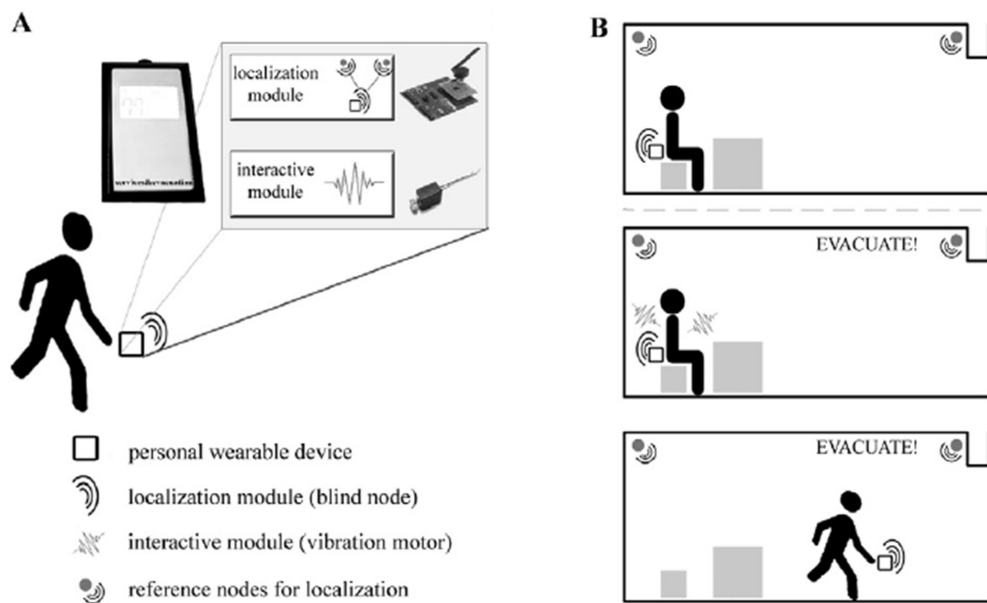 A
localization
module
interactive
module
personal wearable device
localization module (blind node)
interactive module (vibration motor)
reference nodes for localization
B
EVACUATE!
EVACUATE!